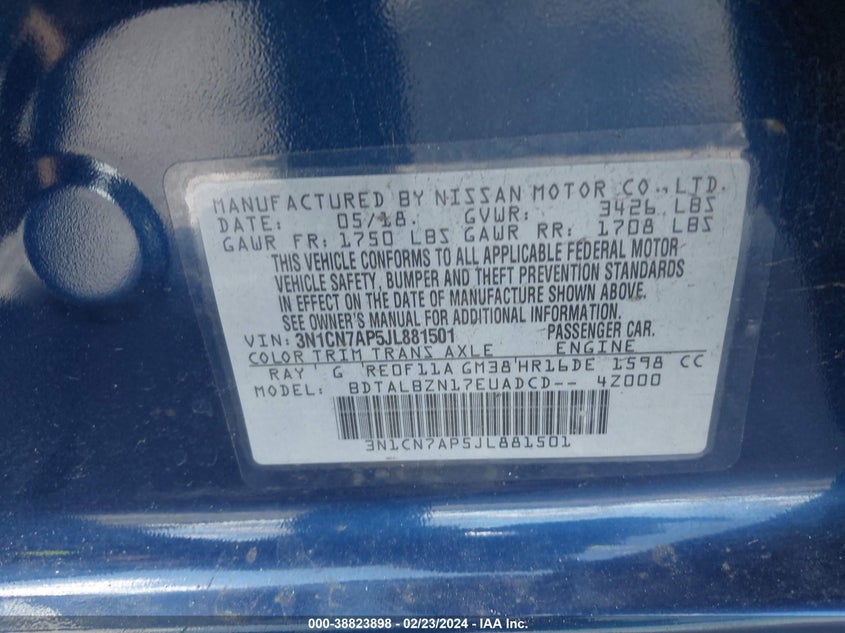 MANUFACTURED BY NISSAN MOTOR CO., LTD.
DATE: 05/18. GVWR: 3426 LBS
GAWR FR: 1750 LBS GAWR RR: 1708 LBS
THIS VEHICLE CONFORMS TO ALL APPLICABLE FEDERAL MOTOR
VEHICLE SAFETY, BUMPER AND THEFT PREVENTION STANDARDS
IN EFFECT ON THE DATE OF MANUFACTURE SHOWN ABOVE.
SEE OWNER'S MANUAL FOR ADDITIONAL INFORMATION.
VIN: 3N1CN7AP5JL881501 PASSENGER CAR.
COLOR TRIM TRANS AXLE ENGINE
RAY G RE0F11A GM38 HR16DE 1598 CC
MODEL: BDTALBZN17EUADCD-- 4Z000
3N1CN7AP5JL881501
000-38823898 - 02/23/2024 - IAA Inc.